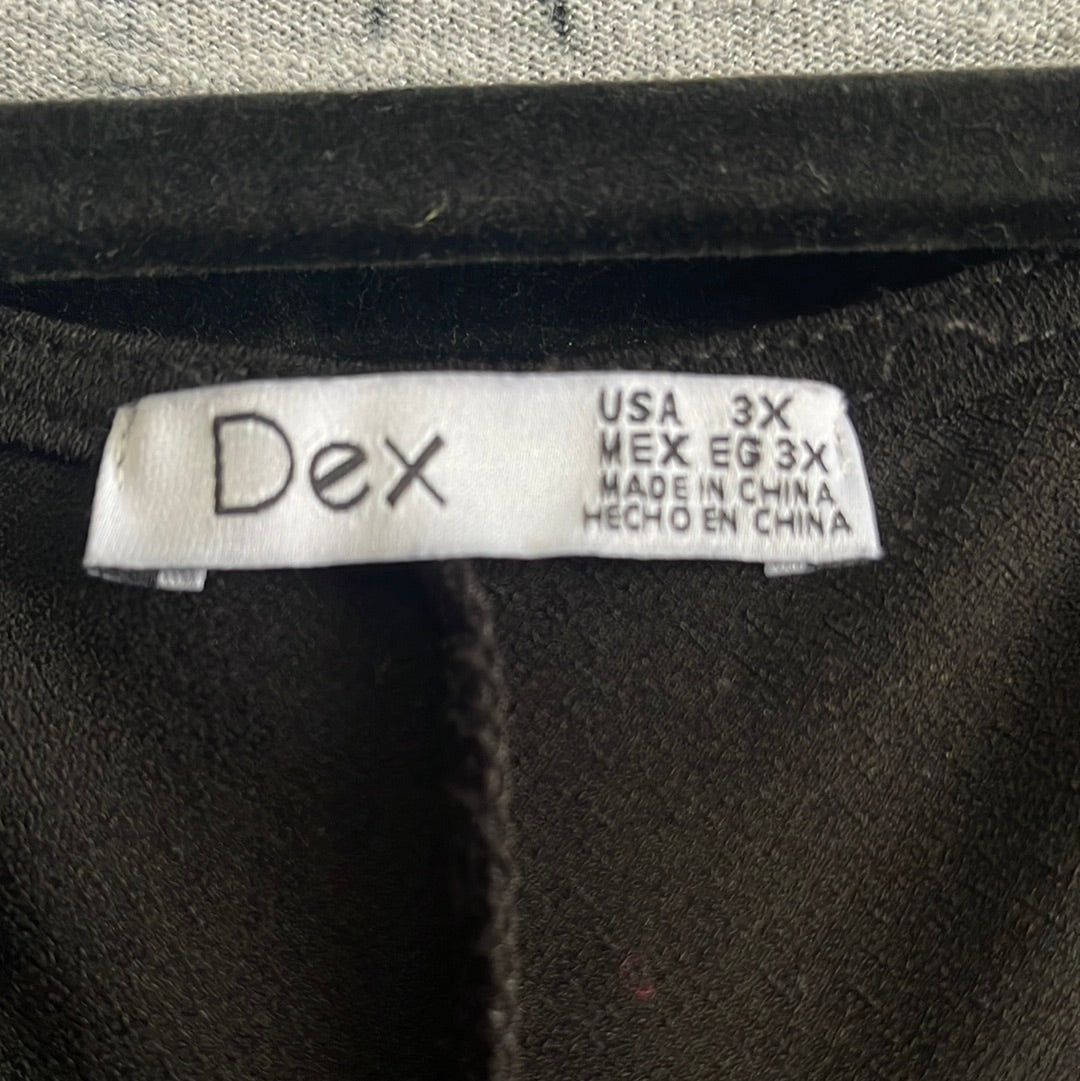 Dex
USA 3X
MEX EG 3X
MADE IN CHINA
HECHO EN CHINA